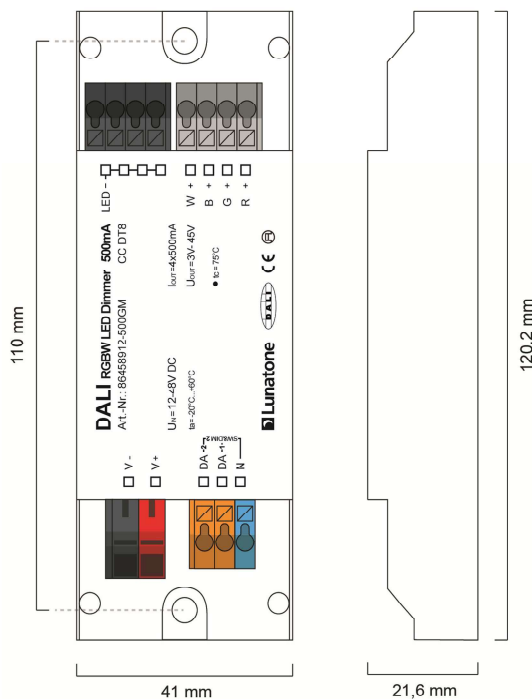 LED -
W +
B +
G +
R +
DALI RGBW LED Dimmer 500mA
Art.-Nr.: 86458912-500GM
CC DT8
IOUT=4x500mA
UOUT=3V- 45V
tc= 75°C
UN=12-48V DC
ta=-20°C...+60°C
DALI
CE
Lunatone
V -
V +
SW&DIM2
DA -2-
DA -1-
N
110 mm
120,2 mm
41 mm
21,6 mm